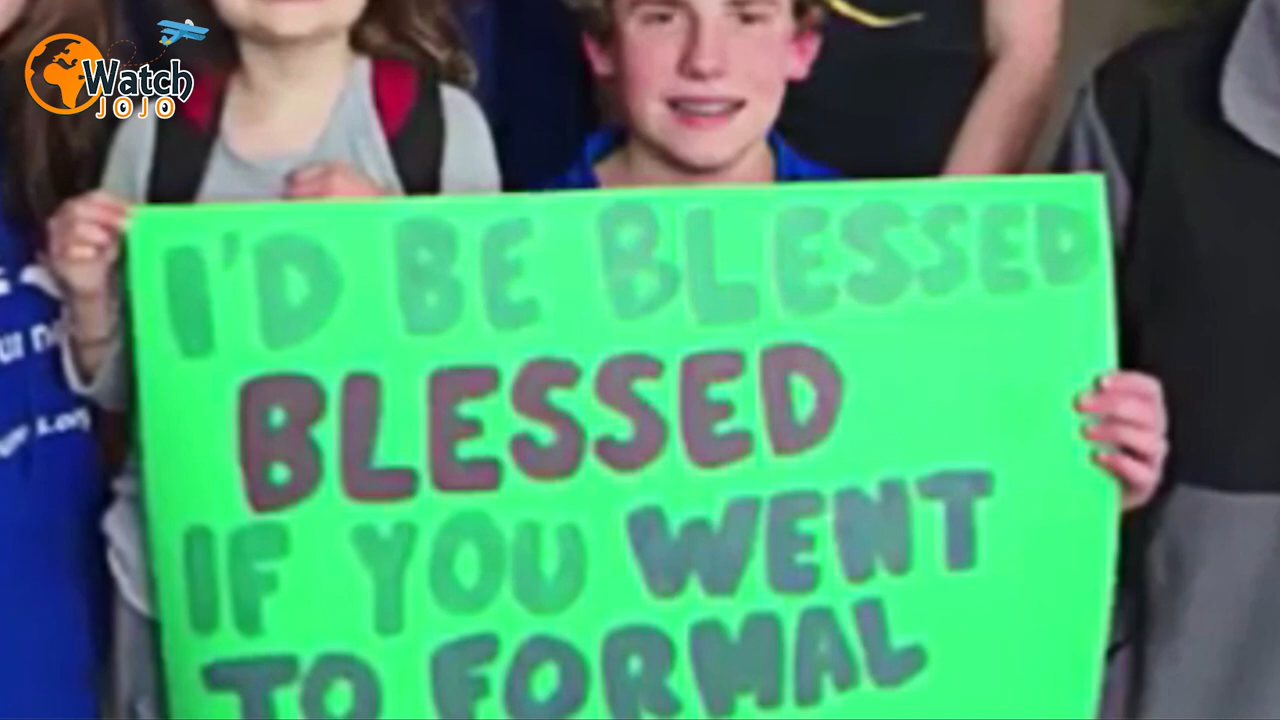 Watch
JOJO
I'D BE BLESSED
BLESSED
IF YOU WENT
TO FORMAL